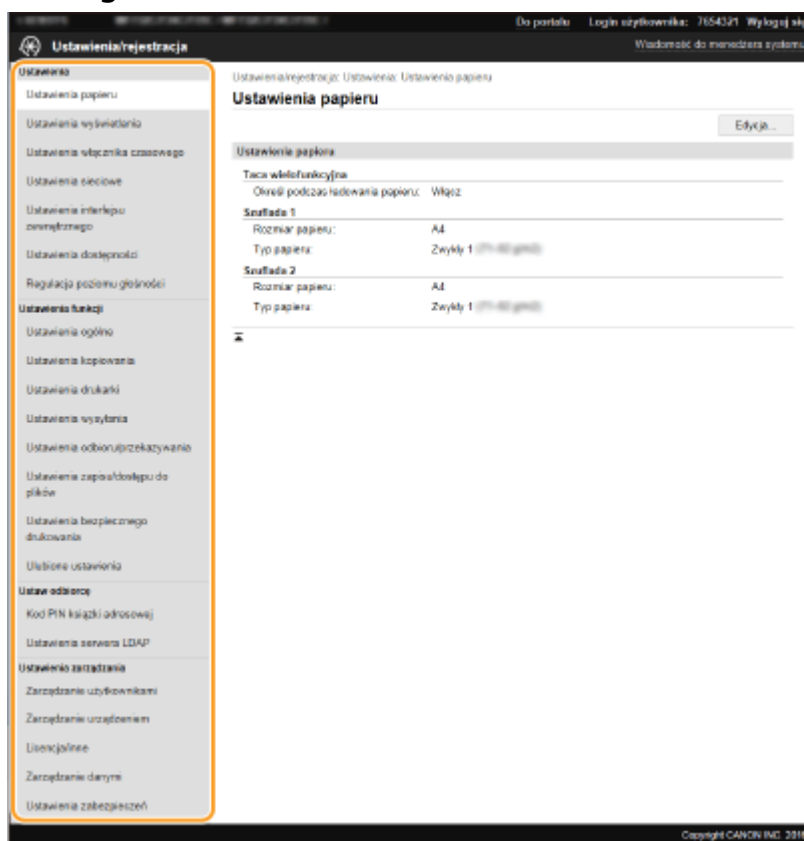 Do portalu Login użytkownika: 7654321 Wyloguj się
Ustawienia/rejestracja
Wiadomość do menedżera systemu
Ustawienia
Ustawienia papieru
Ustawienia wyświetlania
Ustawienia włącznika czasowego
Ustawienia sieciowe
Ustawienia interfejsu
zewnętrznego
Ustawienia dostępności
Regulacja poziomu głośności
Ustawienia funkcji
Ustawienia ogólne
Ustawienia kopiowania
Ustawienia drukarki
Ustawienia wysyłania
Ustawienia odbioru/przekazywania
Ustawienia zapisu/dostępu do
plików
Ustawienia bezpiecznego
drukowania
Ulubione ustawienia
Ustaw odbiorcę
Kod PIN książki adresowej
Ustawienia serwera LDAP
Ustawienia zarządzania
Zarządzanie użytkownikami
Zarządzanie urządzeniem
Licencja/inne
Zarządzanie danymi
Ustawienia zabezpieczeń
Ustawienia/rejestracja: Ustawienia: Ustawienia papieru
Ustawienia papieru
Edycja...
Ustawienia papieru
Taca wielofunkcyjna
Określ podczas ładowania papieru: Włącz
Szuflada 1
Rozmiar papieru: A4
Typ papieru: Zwykły 1
Szuflada 2
Rozmiar papieru: A4
Typ papieru: Zwykły 1
Copyright CANON INC.